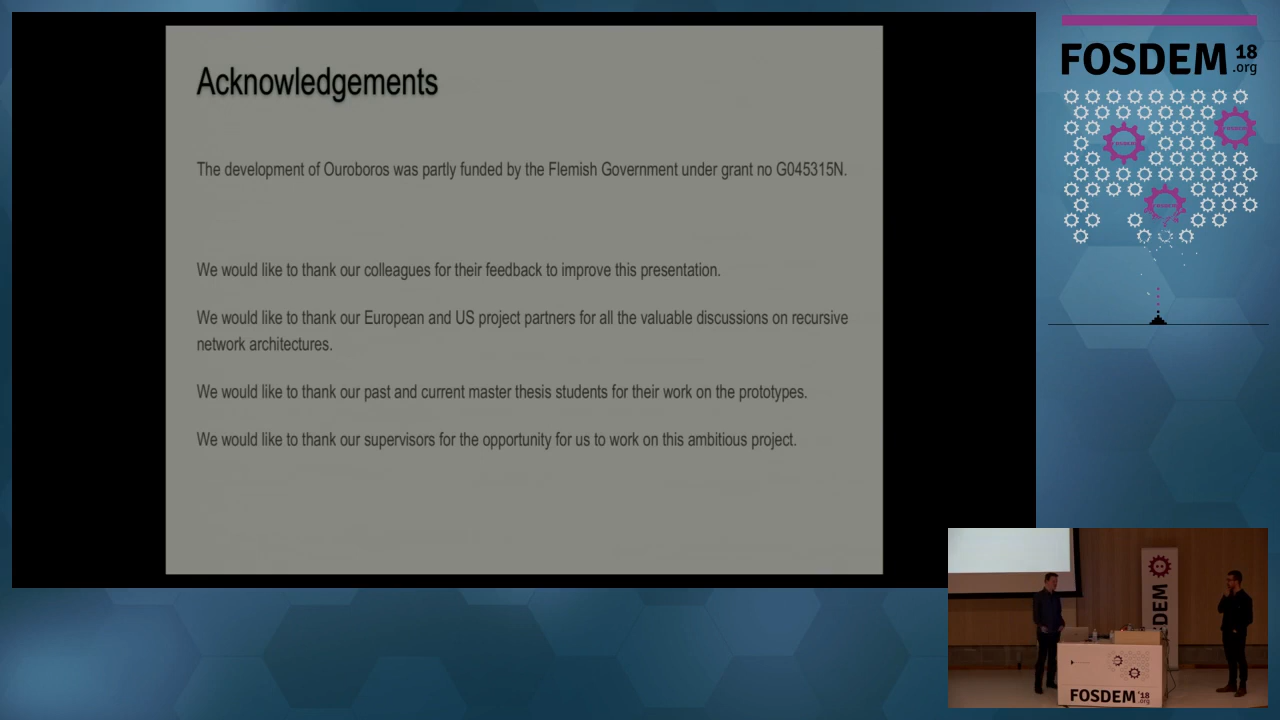 Acknowledgements
The development of Ouroboros was partly funded by the Flemish Government under grant no G045315N.
We would like to thank our colleagues for their feedback to improve this presentation.
We would like to thank our European and US project partners for all the valuable discussions on recursive
network architectures.
We would like to thank our past and current master thesis students for their work on the prototypes.
We would like to thank our supervisors for the opportunity for us to work on this ambitious project.
FOSDEM 18
.org
DEM
FOSDEM '18
.org